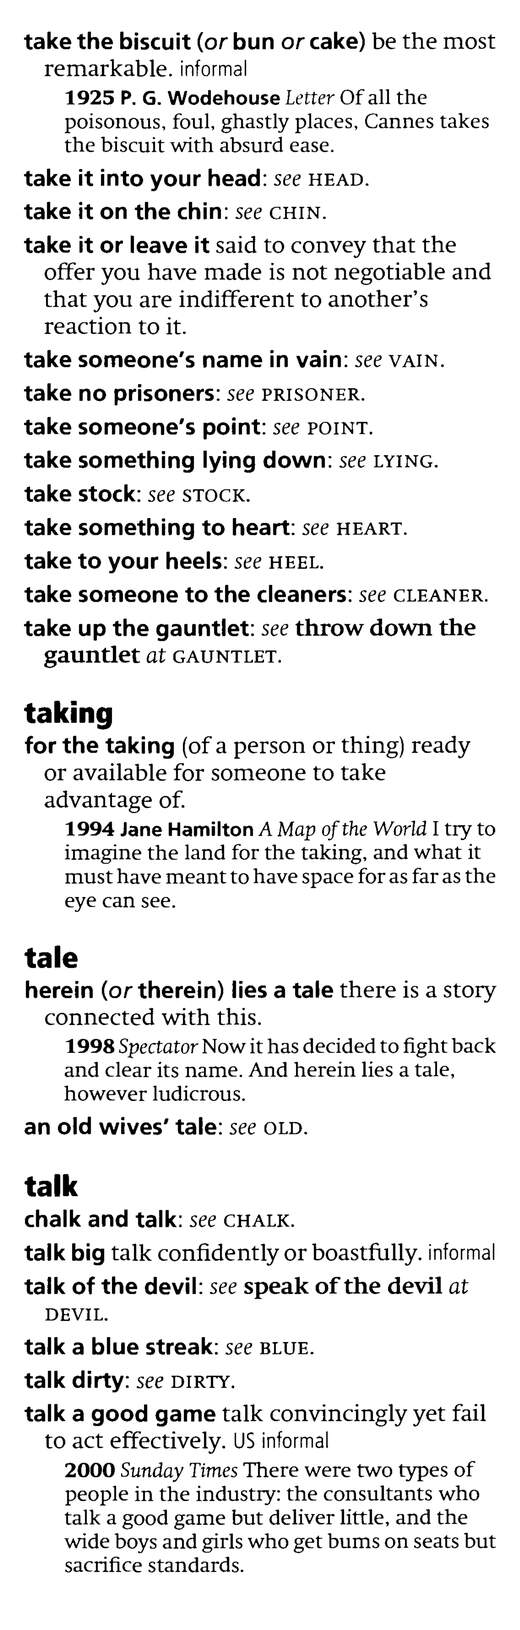 take the biscuit (or bun or cake) be the most
remarkable. informal
1925 P. G. Wodehouse Letter Of all the
poisonous, foul, ghastly places, Cannes takes
the biscuit with absurd ease.
take it into your head: see HEAD.
take it on the chin: see CHIN.
take it or leave it said to convey that the
offer you have made is not negotiable and
that you are indifferent to another's
reaction to it.
take someone's name in vain: see VAIN.
take no prisoners: see PRISONER.
take someone's point: see POINT.
take something lying down: see LYING.
take stock: see STOCK.
take something to heart: see HEART.
take to your heels: see HEEL.
take someone to the cleaners: see CLEANER.
take up the gauntlet: see throw down the
gauntlet at GAUNTLET.
taking
for the taking (of a person or thing) ready
or available for someone to take
advantage of.
1994 Jane Hamilton A Map of the World I try to
imagine the land for the taking, and what it
must have meant to have space for as far as the
eye can see.
tale
herein (or therein) lies a tale there is a story
connected with this.
1998 Spectator Now it has decided to fight back
and clear its name. And herein lies a tale,
however ludicrous.
an old wives' tale: see OLD.
talk
chalk and talk: see CHALK.
talk big talk confidently or boastfully. informal
talk of the devil: see speak of the devil at
DEVIL.
talk a blue streak: see BLUE.
talk dirty: see DIRTY.
talk a good game talk convincingly yet fail
to act effectively. US informal
2000 Sunday Times There were two types of
people in the industry: the consultants who
talk a good game but deliver little, and the
wide boys and girls who get bums on seats but
sacrifice standards.